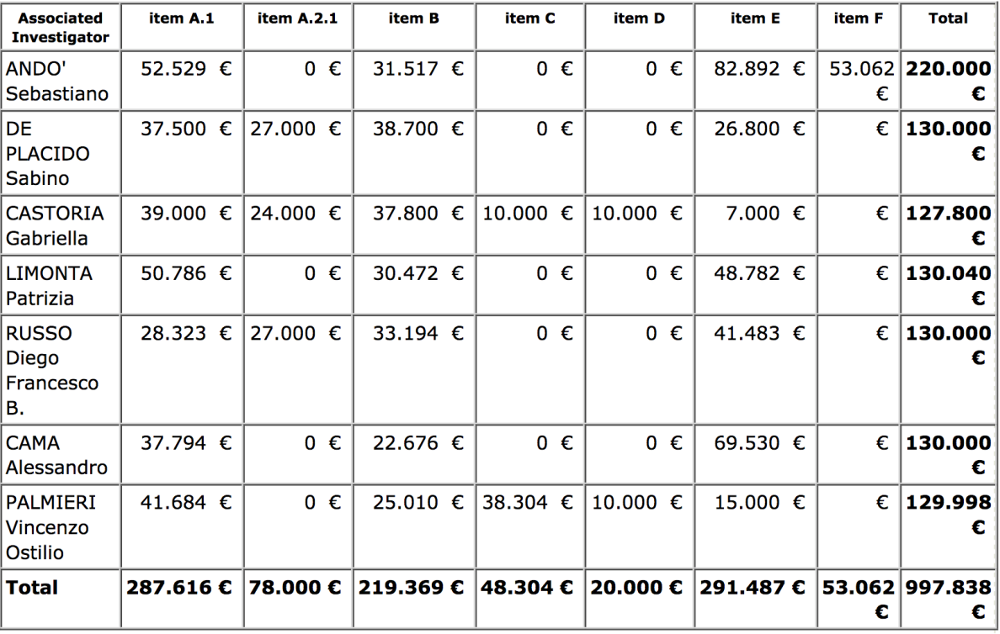 Associated Investigator item A.1 item A.2.1 item B item C item D item E item F Total
ANDO' Sebastiano 52.529 € 0 € 31.517 € 0 € 0 € 82.892 € 53.062 € 220.000 €
DE PLACIDO Sabino 37.500 € 27.000 € 38.700 € 0 € 0 € 26.800 € € 130.000 €
CASTORIA Gabriella 39.000 € 24.000 € 37.800 € 10.000 € 10.000 € 7.000 € € 127.800 €
LIMONTA Patrizia 50.786 € 0 € 30.472 € 0 € 0 € 48.782 € € 130.040 €
RUSSO Diego Francesco B. 28.323 € 27.000 € 33.194 € 0 € 0 € 41.483 € € 130.000 €
CAMA Alessandro 37.794 € 0 € 22.676 € 0 € 0 € 69.530 € € 130.000 €
PALMIERI Vincenzo Ostilio 41.684 € 0 € 25.010 € 38.304 € 10.000 € 15.000 € € 129.998 €
Total 287.616 € 78.000 € 219.369 € 48.304 € 20.000 € 291.487 € 53.062 € 997.838 €